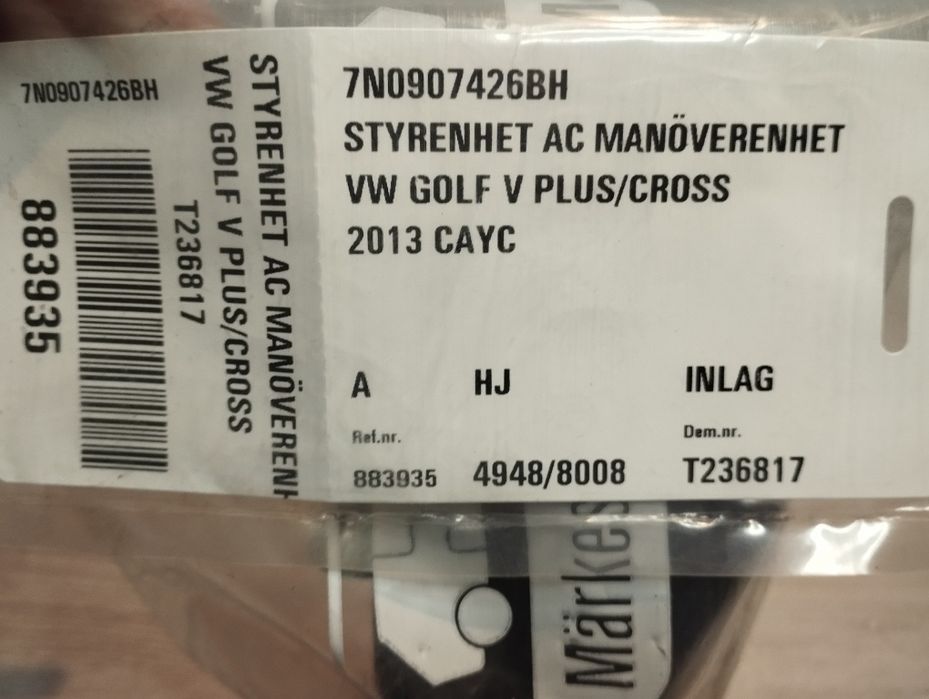 7N0907426BH
883935
T236817
VW GOLF V PLUS/CROSS
STYRENHET AC MANÖVERENH
7N0907426BH
STYRENHET AC MANÖVERENHET
VW GOLF V PLUS/CROSS
2013 CAYC
A HJ INLAG
Ref.nr. Dem.nr.
883935 4948/8008 T236817
Märkes